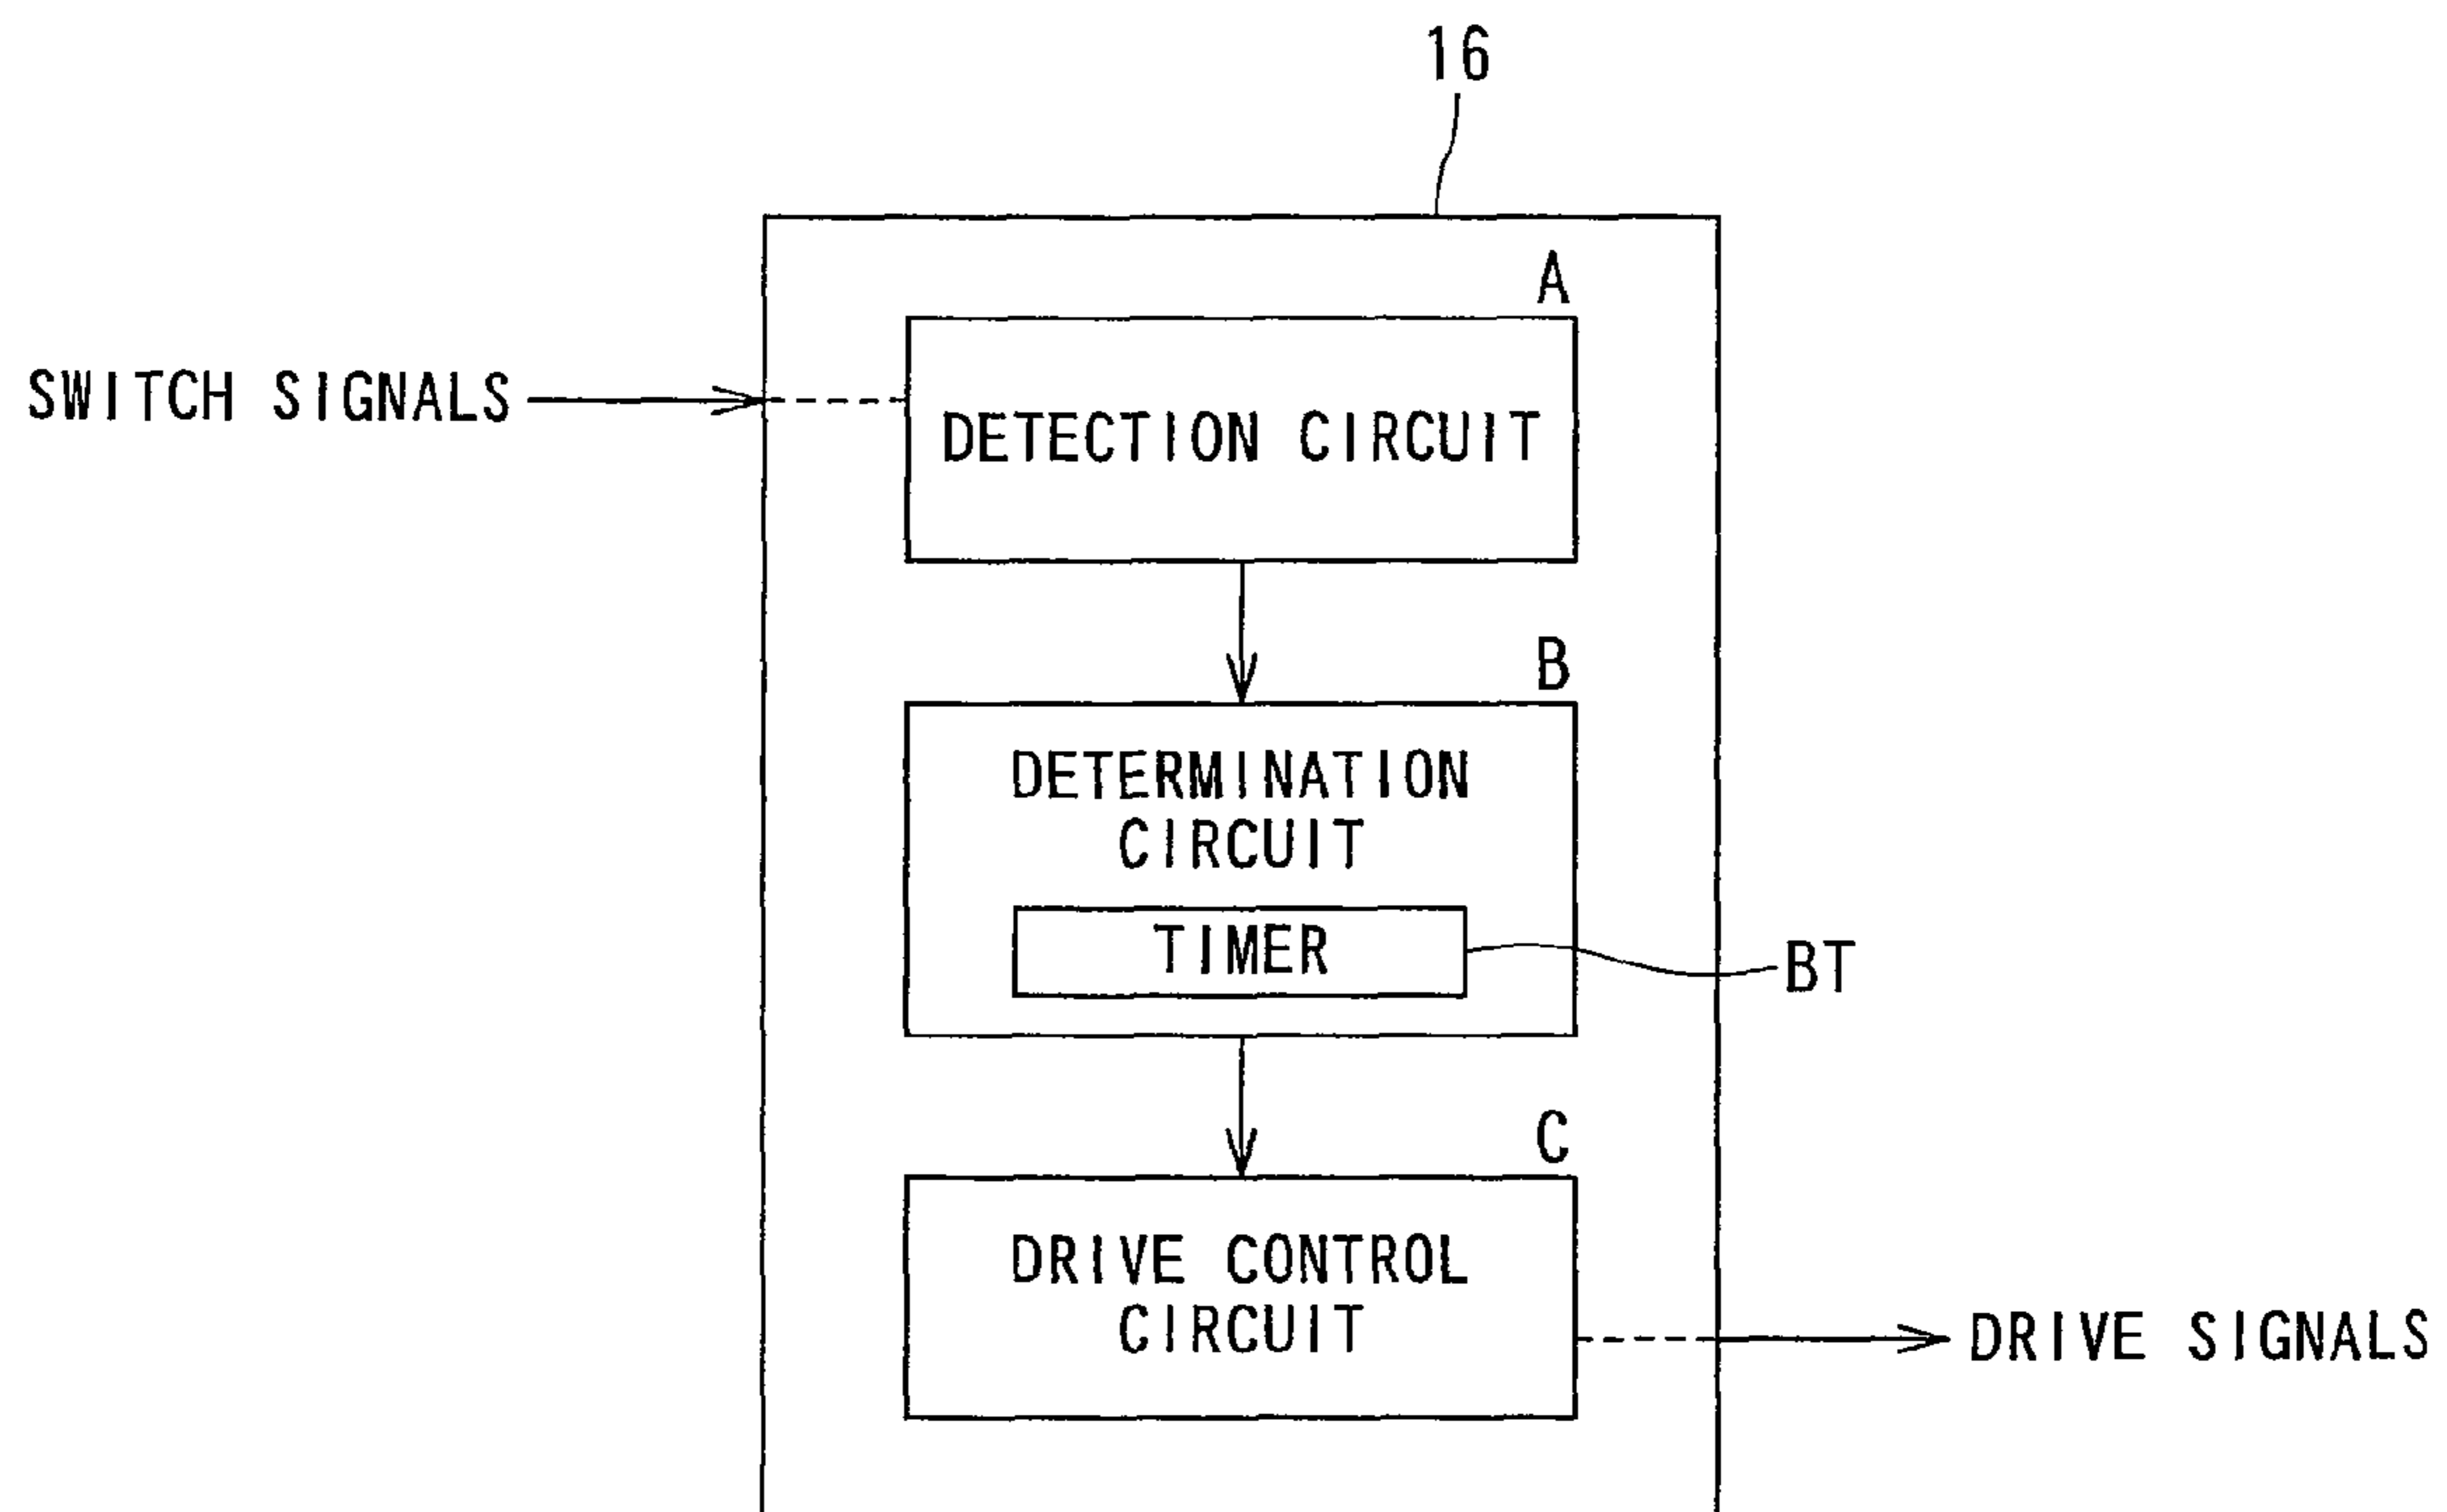 16
A
SWITCH SIGNALS
DETECTION CIRCUIT
B
DETERMINATION
CIRCUIT
TIMER
BT
C
DRIVE CONTROL
CIRCUIT
DRIVE SIGNALS